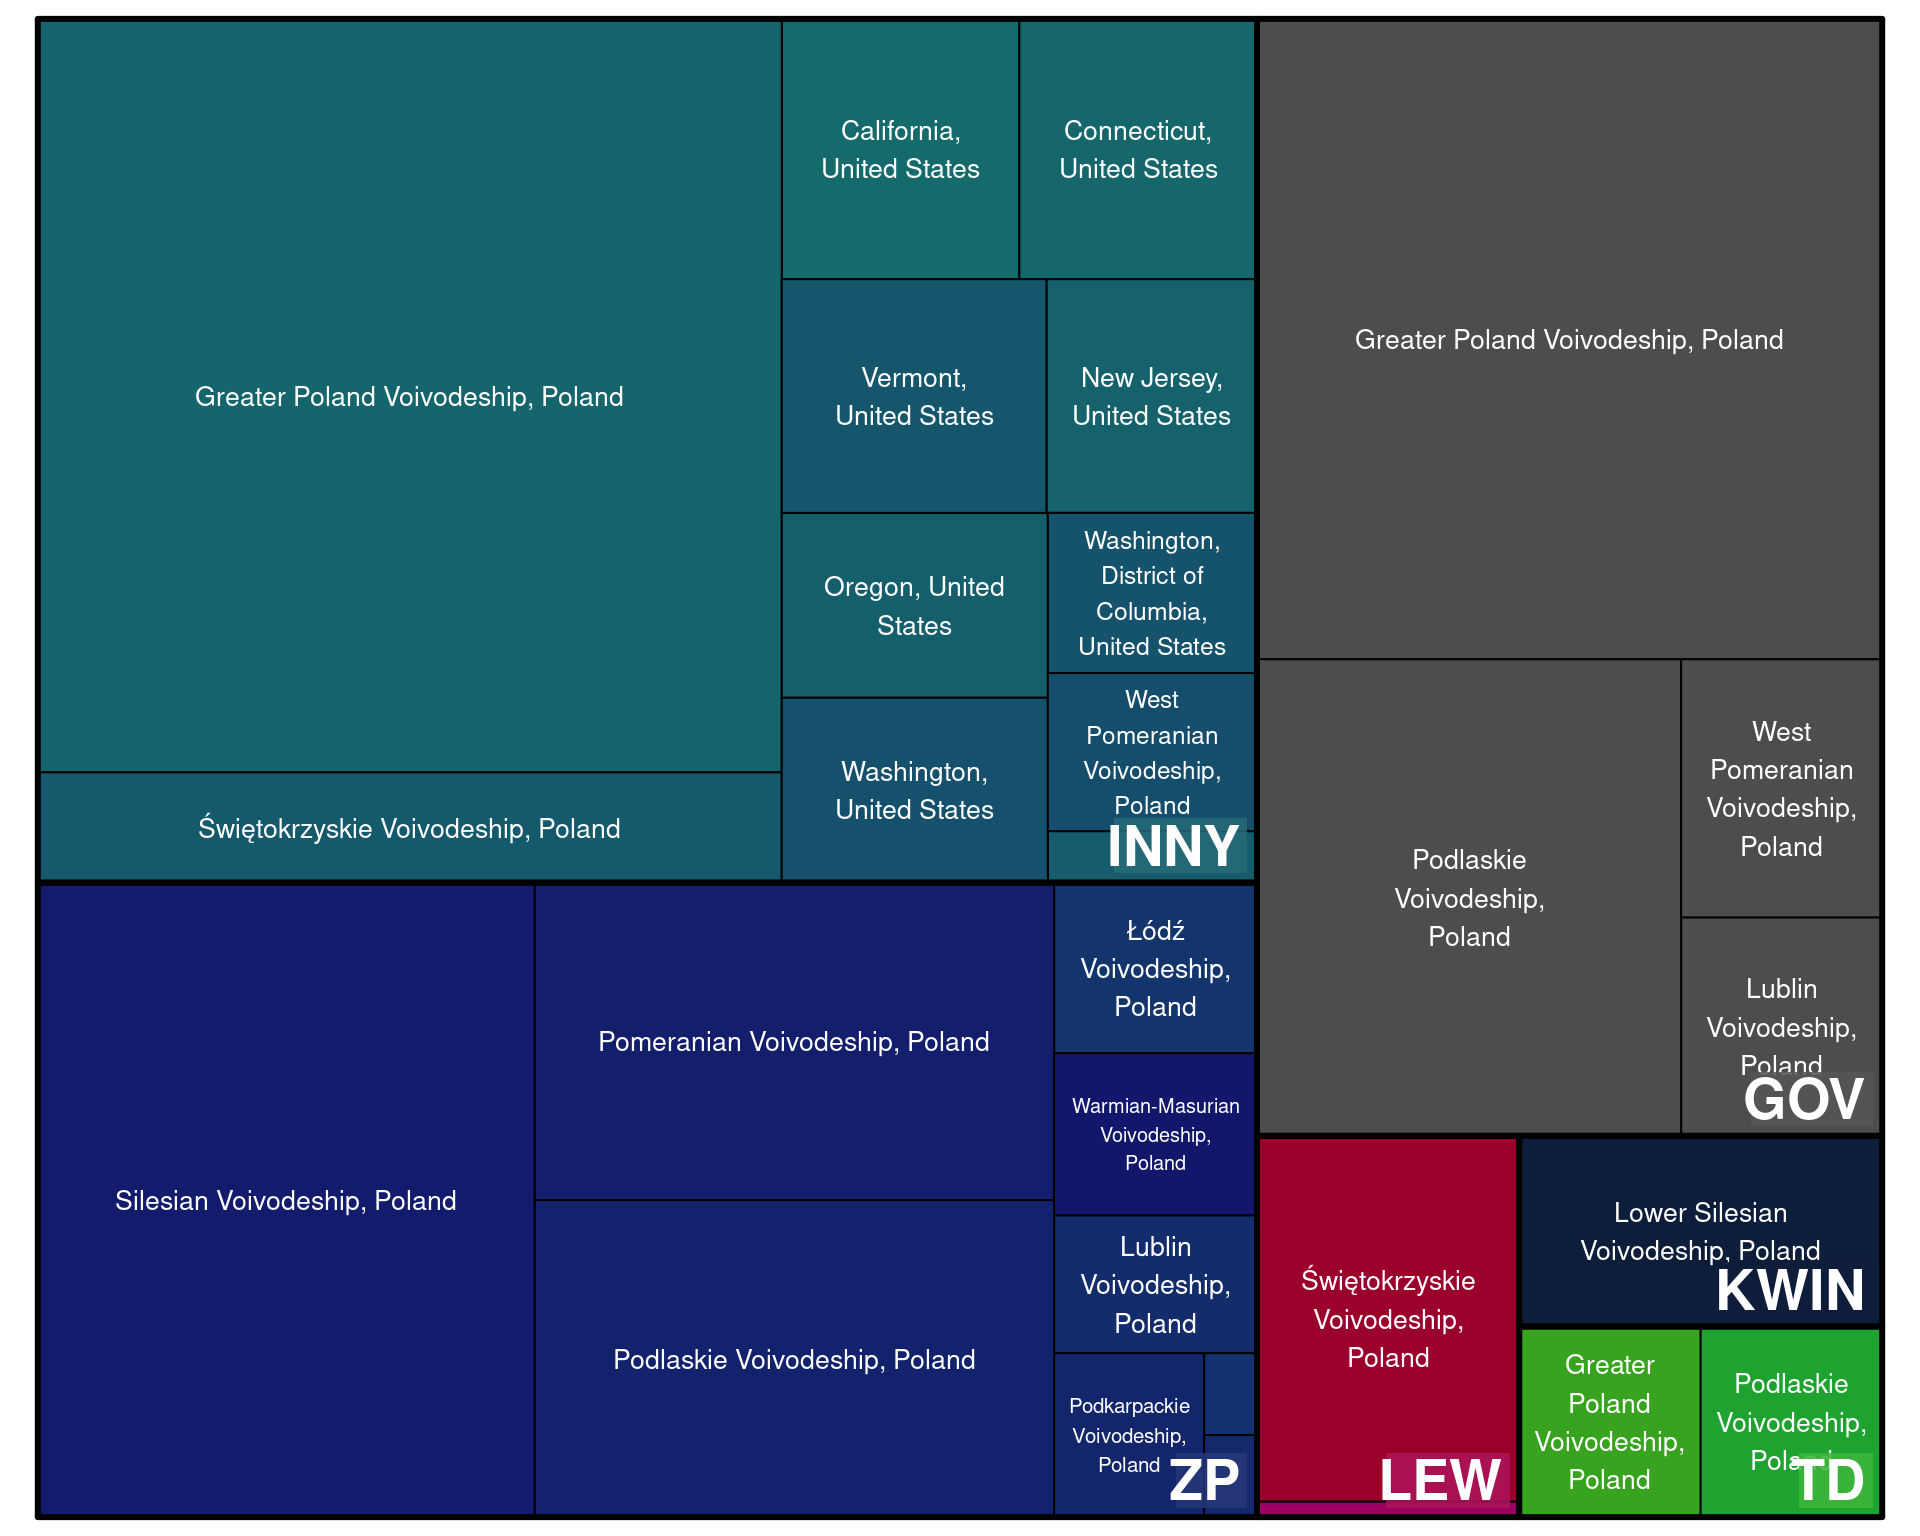 Greater Poland Voivodeship, Poland
Świętokrzyskie Voivodeship, Poland
California,
United States
Connecticut,
United States
Vermont,
United States
New Jersey,
United States
Oregon, United
States
Washington,
District of
Columbia,
United States
Washington,
United States
West
Pomeranian
Voivodeship,
Poland
INNY
Silesian Voivodeship, Poland
Pomeranian Voivodeship, Poland
Podlaskie Voivodeship, Poland
Łódź
Voivodeship,
Poland
Warmian-Masurian
Voivodeship,
Poland
Lublin
Voivodeship,
Poland
Podkarpackie
Voivodeship,
Poland
ZP
Greater Poland Voivodeship, Poland
Podlaskie
Voivodeship,
Poland
West
Pomeranian
Voivodeship,
Poland
Lublin
Voivodeship,
Poland
GOV
Świętokrzyskie
Voivodeship,
Poland
LEW
Lower Silesian
Voivodeship, Poland
KWIN
Greater
Poland
Voivodeship,
Poland
Podlaskie
Voivodeship,
Poland
TD